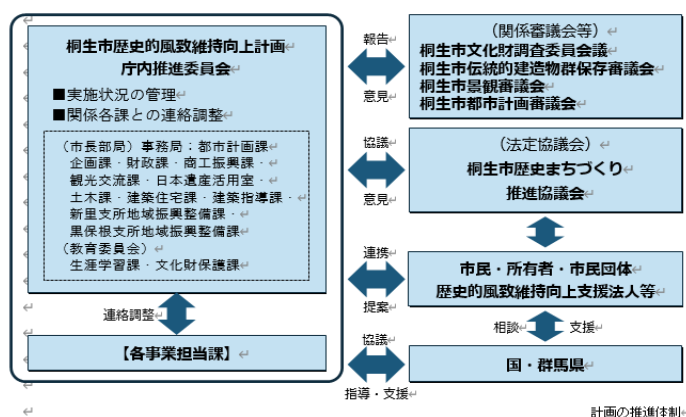 桐生市歴史的風致維持向上計画
庁内推進委員会
■実施状況の管理
■関係各課との連絡調整
（市長部局）事務局：都市計画課
企画課・財政課・商工振興課・
観光交流課・日本遺産活用室・
土木課・建築住宅課・建築指導課・
新里支所地域振興整備課・
黒保根支所地域振興整備課
（教育委員会）
生涯学習課・文化財保護課
連絡調整
【各事業担当課】
報告
意見
（関係審議会等）
桐生市文化財調査委員会議
桐生市伝統的建造物群保存審議会
桐生市景観審議会
桐生市都市計画審議会
協議
意見
（法定協議会）
桐生市歴史まちづくり
推進協議会
連携
提案
市民・所有者・市民団体
歴史的風致維持向上支援法人等
相談
支援
協議
指導・支援
国・群馬県
計画の推進体制